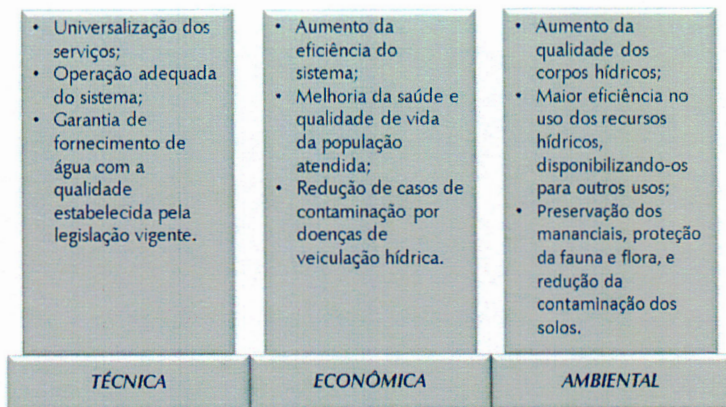 • Universalização dos
serviços;
• Operação adequada
do sistema;
• Garantia de
fornecimento de
água com a
qualidade
estabelecida pela
legislação vigente.
TÉCNICA
• Aumento da
eficiência do
sistema;
• Melhoria da saúde e
qualidade de vida
da população
atendida;
• Redução de casos de
contaminação por
doenças de
veiculação hídrica.
ECONÔMICA
• Aumento da
qualidade dos
corpos hídricos;
• Maior eficiência no
uso dos recursos
hídricos,
disponibilizando-os
para outros usos;
• Preservação dos
mananciais, proteção
da fauna e flora, e
redução da
contaminação dos
solos.
AMBIENTAL